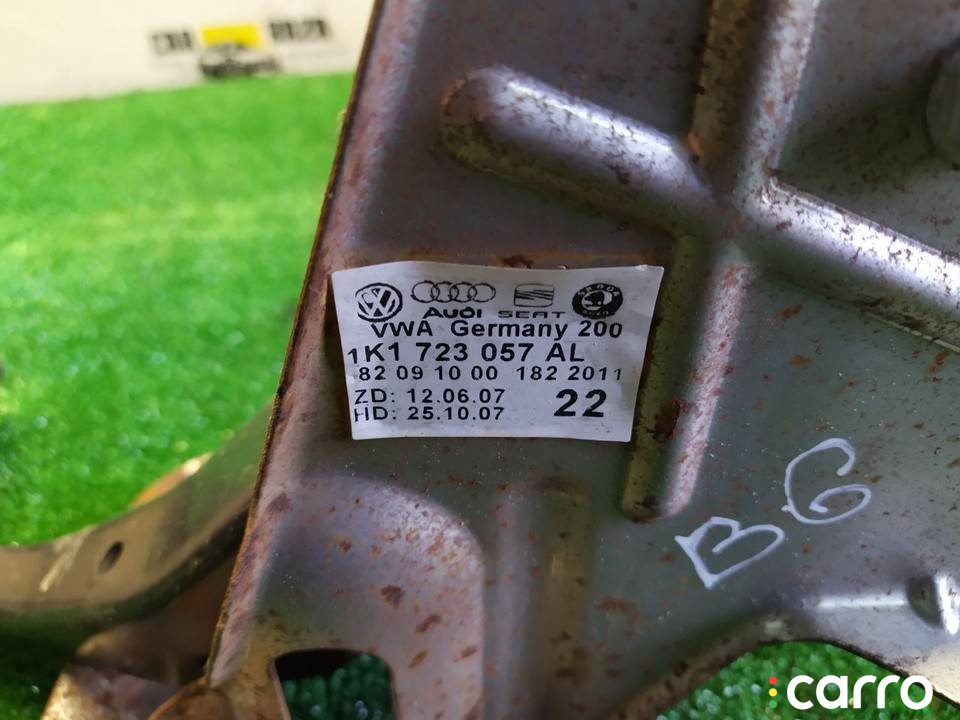 AUDI SEAT
VWA Germany 200
1K1 723 057 AL
82 09 10 00 182 2011
ZD: 12.06.07
HD: 25.10.07 22
B6
carro